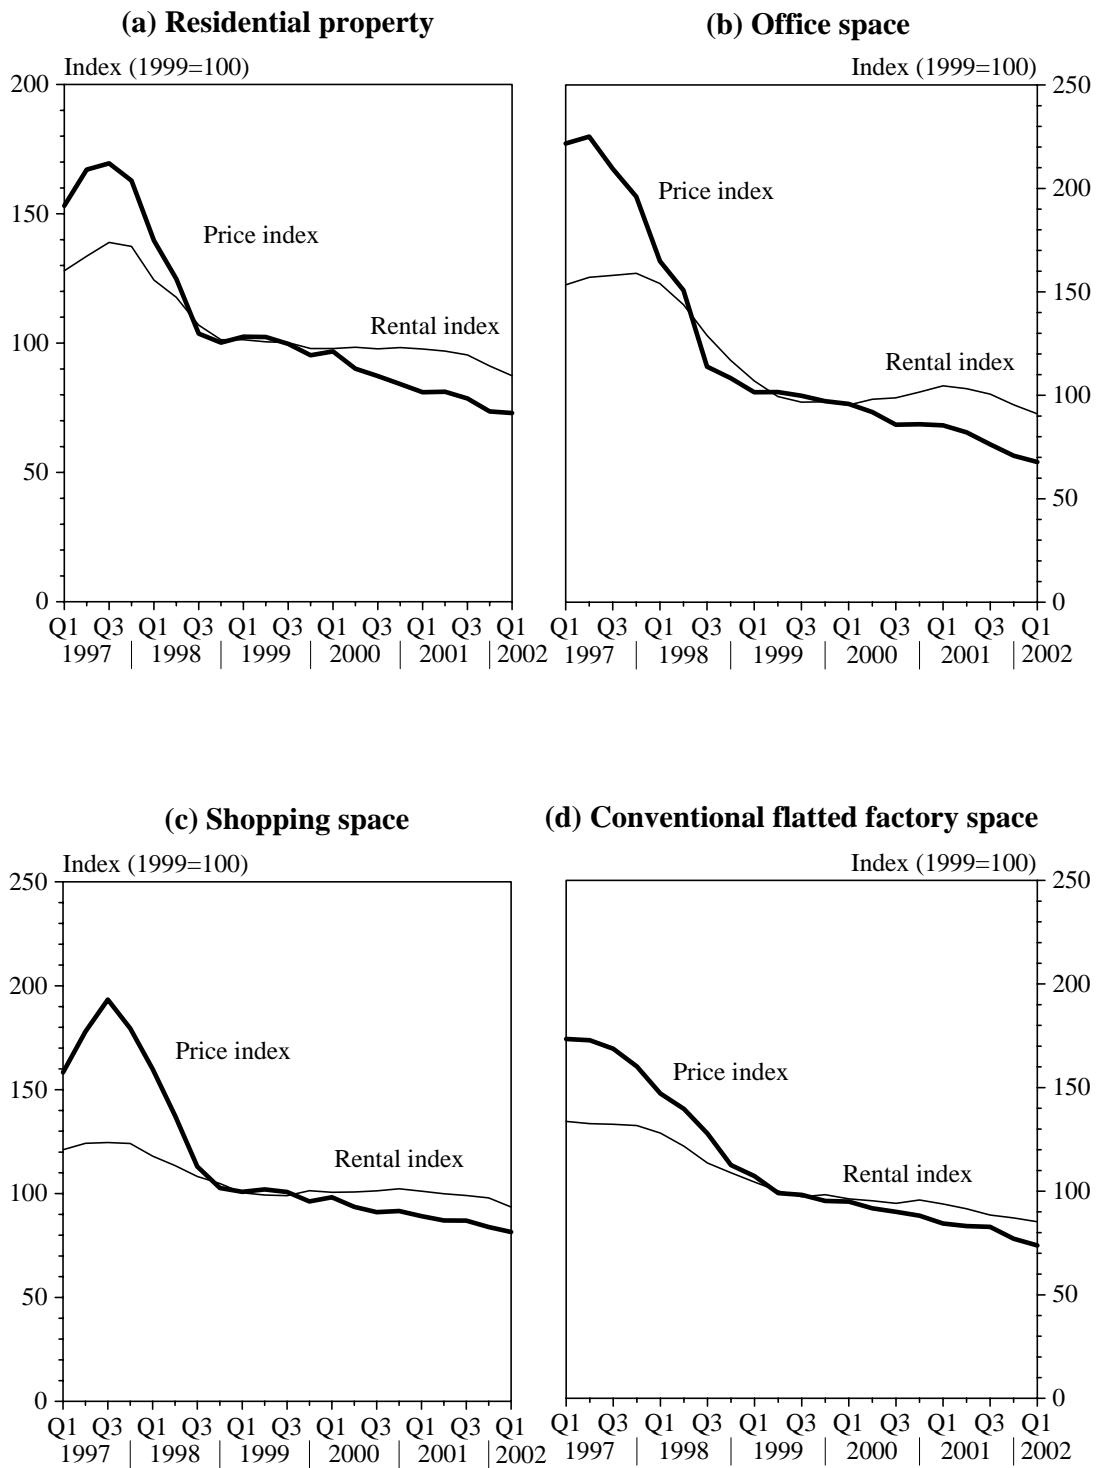 (a) Residential property
Index (1999=100)
200
150
100
50
0
Price index
Rental index
Q1 Q3 Q1 Q3 Q1 Q3 Q1 Q3 Q1 Q3 Q1
1997 1998 1999 2000 2001 2002
(b) Office space
Index (1999=100)
250
200
150
100
50
0
Price index
Rental index
Q1 Q3 Q1 Q3 Q1 Q3 Q1 Q3 Q1 Q3 Q1
1997 1998 1999 2000 2001 2002
(c) Shopping space
Index (1999=100)
250
200
150
100
50
0
Price index
Rental index
Q1 Q3 Q1 Q3 Q1 Q3 Q1 Q3 Q1 Q3 Q1
1997 1998 1999 2000 2001 2002
(d) Conventional flatted factory space
Index (1999=100)
250
200
150
100
50
0
Price index
Rental index
Q1 Q3 Q1 Q3 Q1 Q3 Q1 Q3 Q1 Q3 Q1
1997 1998 1999 2000 2001 2002